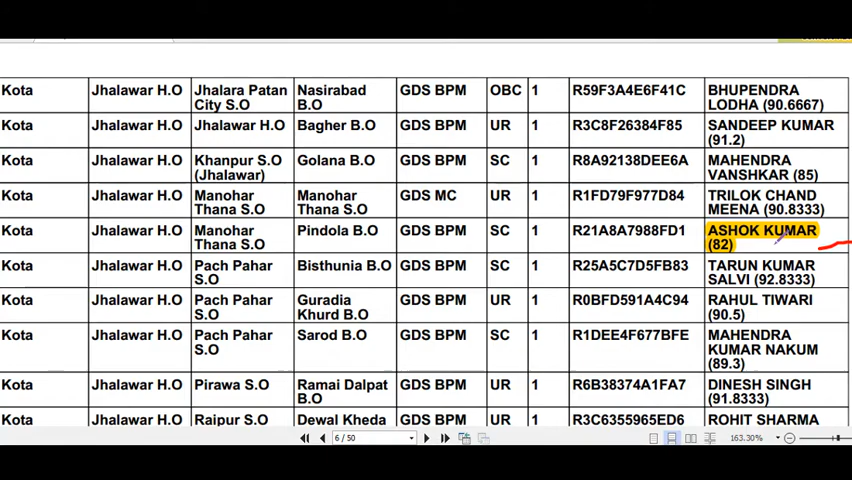 Kota Jhalawar H.O Jhalara Patan City S.O Nasirabad B.O GDS BPM OBC 1 R59F3A4E6F41C BHUPENDRA LODHA (90.6667)
Kota Jhalawar H.O Jhalawar H.O Bagher B.O GDS BPM UR 1 R3C8F26384F85 SANDEEP KUMAR (91.2)
Kota Jhalawar H.O Khanpur S.O (Jhalawar) Golana B.O GDS BPM SC 1 R8A92138DEE6A MAHENDRA VANSHKAR (85)
Kota Jhalawar H.O Manohar Thana S.O Manohar Thana S.O GDS MC UR 1 R1FD79F977D84 TRILOK CHAND MEENA (90.8333)
Kota Jhalawar H.O Manohar Thana S.O Pindola B.O GDS BPM SC 1 R21A8A7988FD1 ASHOK KUMAR (82)
Kota Jhalawar H.O Pach Pahar S.O Bisthunia B.O GDS BPM SC 1 R25A5C7D5FB83 TARUN KUMAR SALVI (92.8333)
Kota Jhalawar H.O Pach Pahar S.O Guradia Khurd B.O GDS BPM UR 1 R0BFD591A4C94 RAHUL TIWARI (90.5)
Kota Jhalawar H.O Pach Pahar S.O Sarod B.O GDS BPM SC 1 R1DEE4F677BFE MAHENDRA KUMAR NAKUM (89.3)
Kota Jhalawar H.O Pirawa S.O Ramai Dalpat B.O GDS BPM UR 1 R6B38374A1FA7 DINESH SINGH (91.8333)
Kota Jhalawar H.O Raipur S.O Dewal Kheda GDS BPM UR 1 R3C6355965ED6 ROHIT SHARMA
6 / 50 163.30%